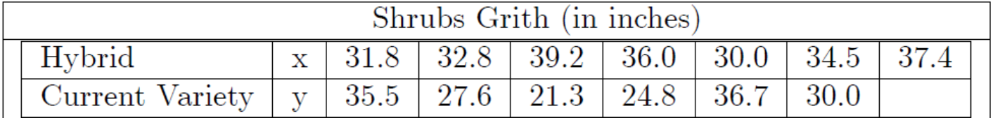 Shrubs Grith (in inches)
Hybrid x 31.8 32.8 39.2 36.0 30.0 34.5 37.4
Current Variety y 35.5 27.6 21.3 24.8 36.7 30.0